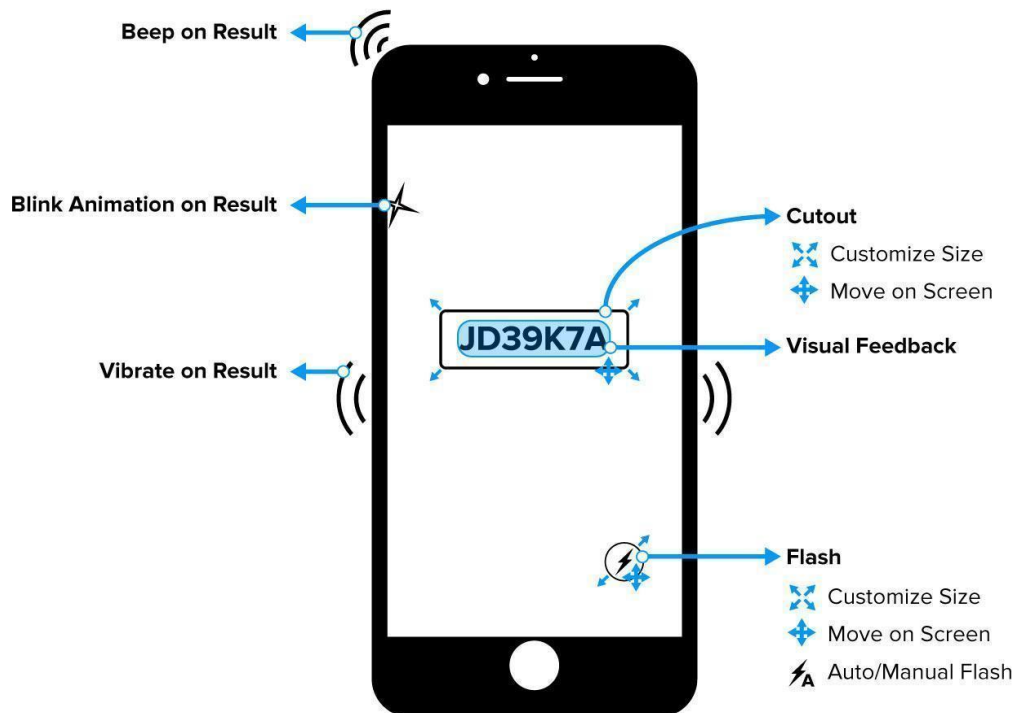 Beep on Result
Blink Animation on Result
Vibrate on Result
JD39K7A
Cutout
Customize Size
Move on Screen
Visual Feedback
Flash
Customize Size
Move on Screen
A Auto/Manual Flash